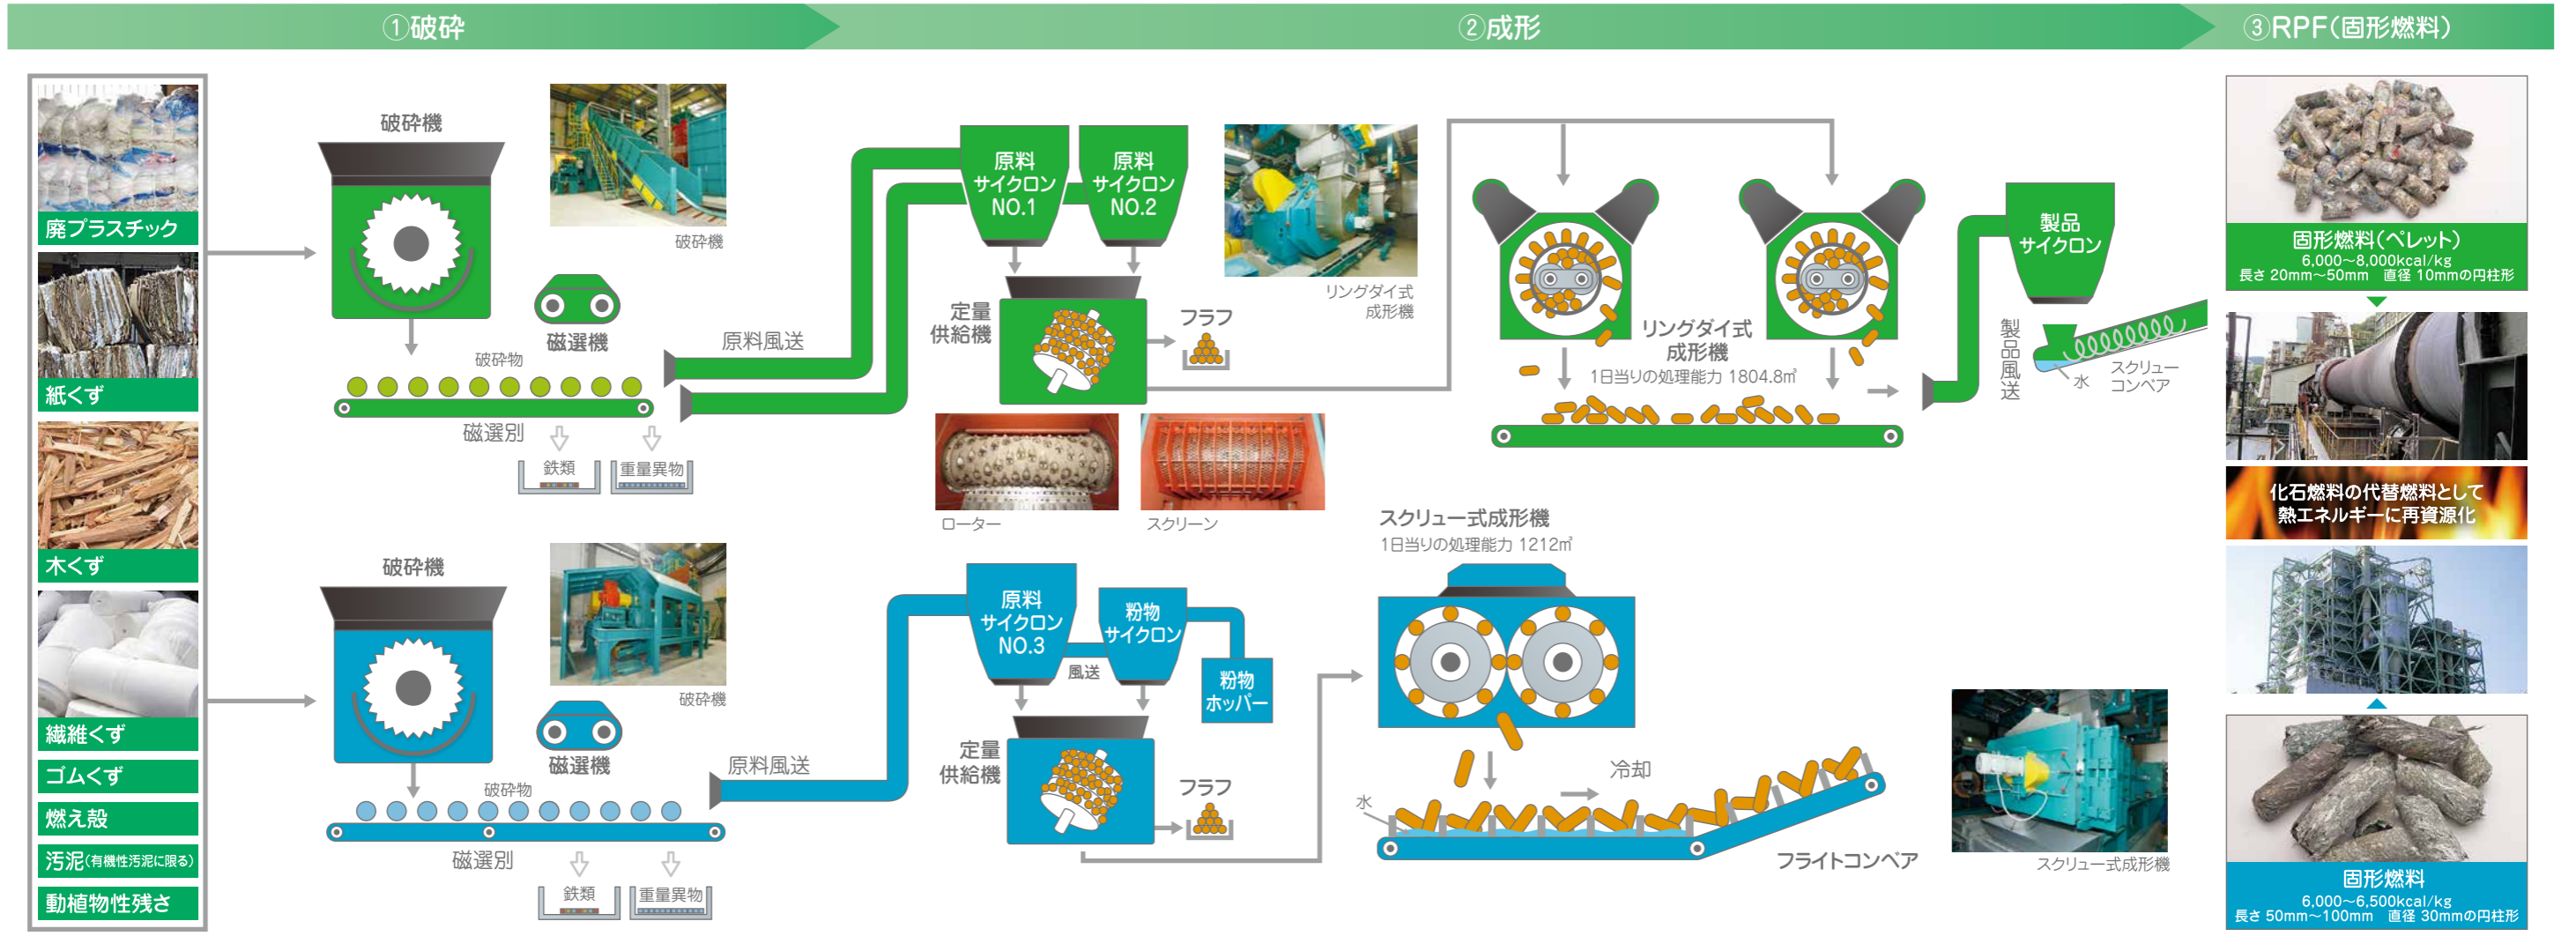 ①破砕
②成形
③RPF(固形燃料)
廃プラスチック
紙くず
木くず
繊維くず
ゴムくず
燃え殻
汚泥(有機性汚泥に限る)
動植物性残さ
破砕機
破砕機
磁選機
破砕物
磁選別
鉄類
重量異物
原料風送
原料
サイクロン
NO.1
原料
サイクロン
NO.2
定量
供給機
フラフ
リングダイ式
成形機
ローター
スクリーン
リングダイ式
成形機
1日当りの処理能力 1804.8㎥
製品
サイクロン
製品風送
水
スクリュー
コンベア
破砕機
破砕機
磁選機
破砕物
磁選別
鉄類
重量異物
原料風送
原料
サイクロン
NO.3
風送
粉物
サイクロン
粉物
ホッパー
定量
供給機
フラフ
スクリュー式成形機
1日当りの処理能力 1212㎥
水
冷却
フライトコンベア
スクリュー式成形機
固形燃料(ペレット)
6,000〜8,000kcal/kg
長さ 20mm〜50mm 直径 10mmの円柱形
化石燃料の代替燃料として
熱エネルギーに再資源化
固形燃料
6,000〜6,500kcal/kg
長さ 50mm〜100mm 直径 30mmの円柱形